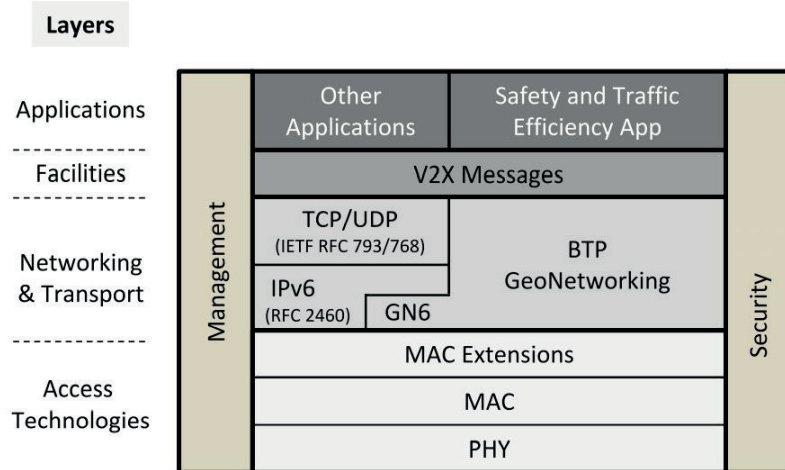 Layers
Applications
Other
Applications
Safety and Traffic
Efficiency App
Facilities
V2X Messages
Networking
& Transport
TCP/UDP
(IETF RFC 793/768)
BTP
GeoNetworking
IPv6
(RFC 2460)
GN6
Access
Technologies
MAC Extensions
MAC
PHY
Management
Security